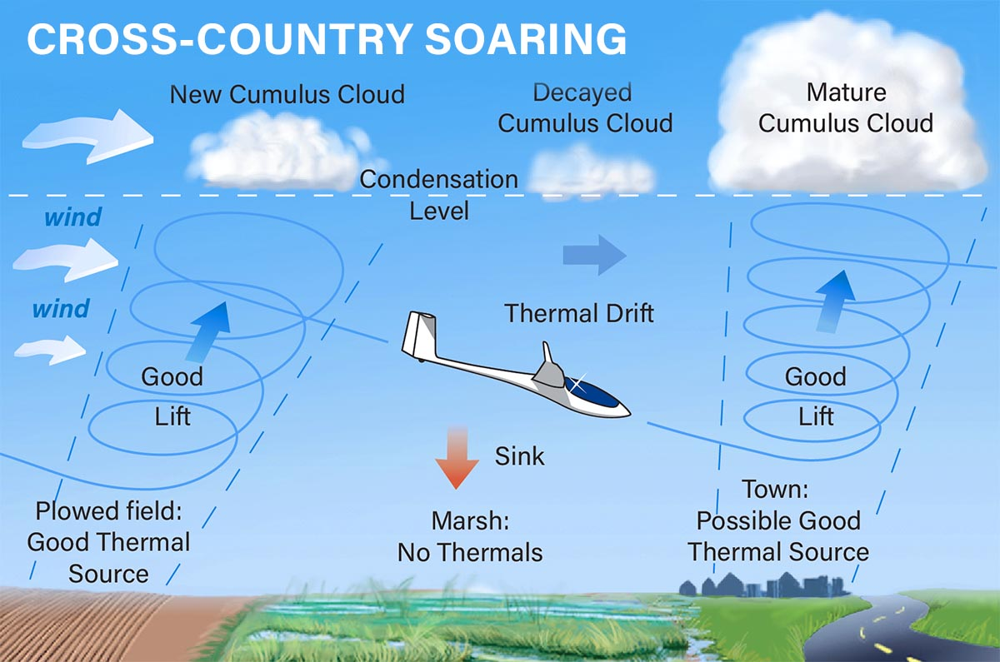 CROSS-COUNTRY SOARING
New Cumulus Cloud
Decayed
Cumulus Cloud
Mature
Cumulus Cloud
Condensation
Level
wind
wind
Thermal Drift
Good
Lift
Good
Lift
Sink
Plowed field:
Good Thermal
Source
Marsh:
No Thermals
Town:
Possible Good
Thermal Source